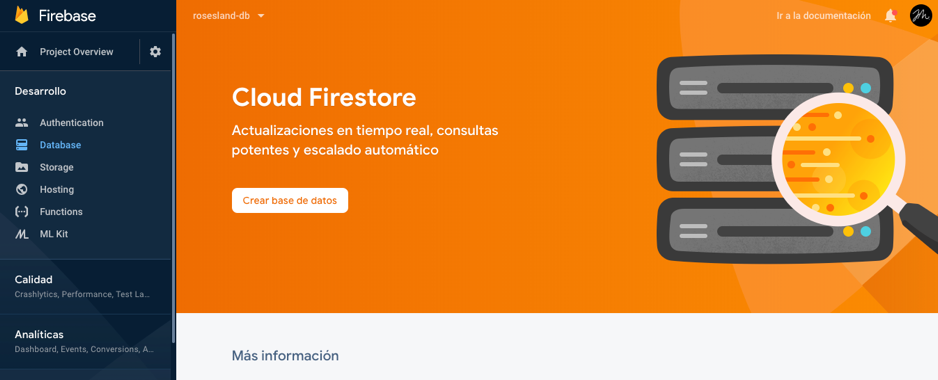 Firebase
Project Overview
Desarrollo
Authentication
Database
Storage
Hosting
Functions
ML Kit
Calidad
Crashlytics, Performance, Test La...
Analíticas
Dashboard, Events, Conversions, A...
rosesland-db
Ir a la documentación
Cloud Firestore
Actualizaciones en tiempo real, consultas
potentes y escalado automático
Crear base de datos
Más información